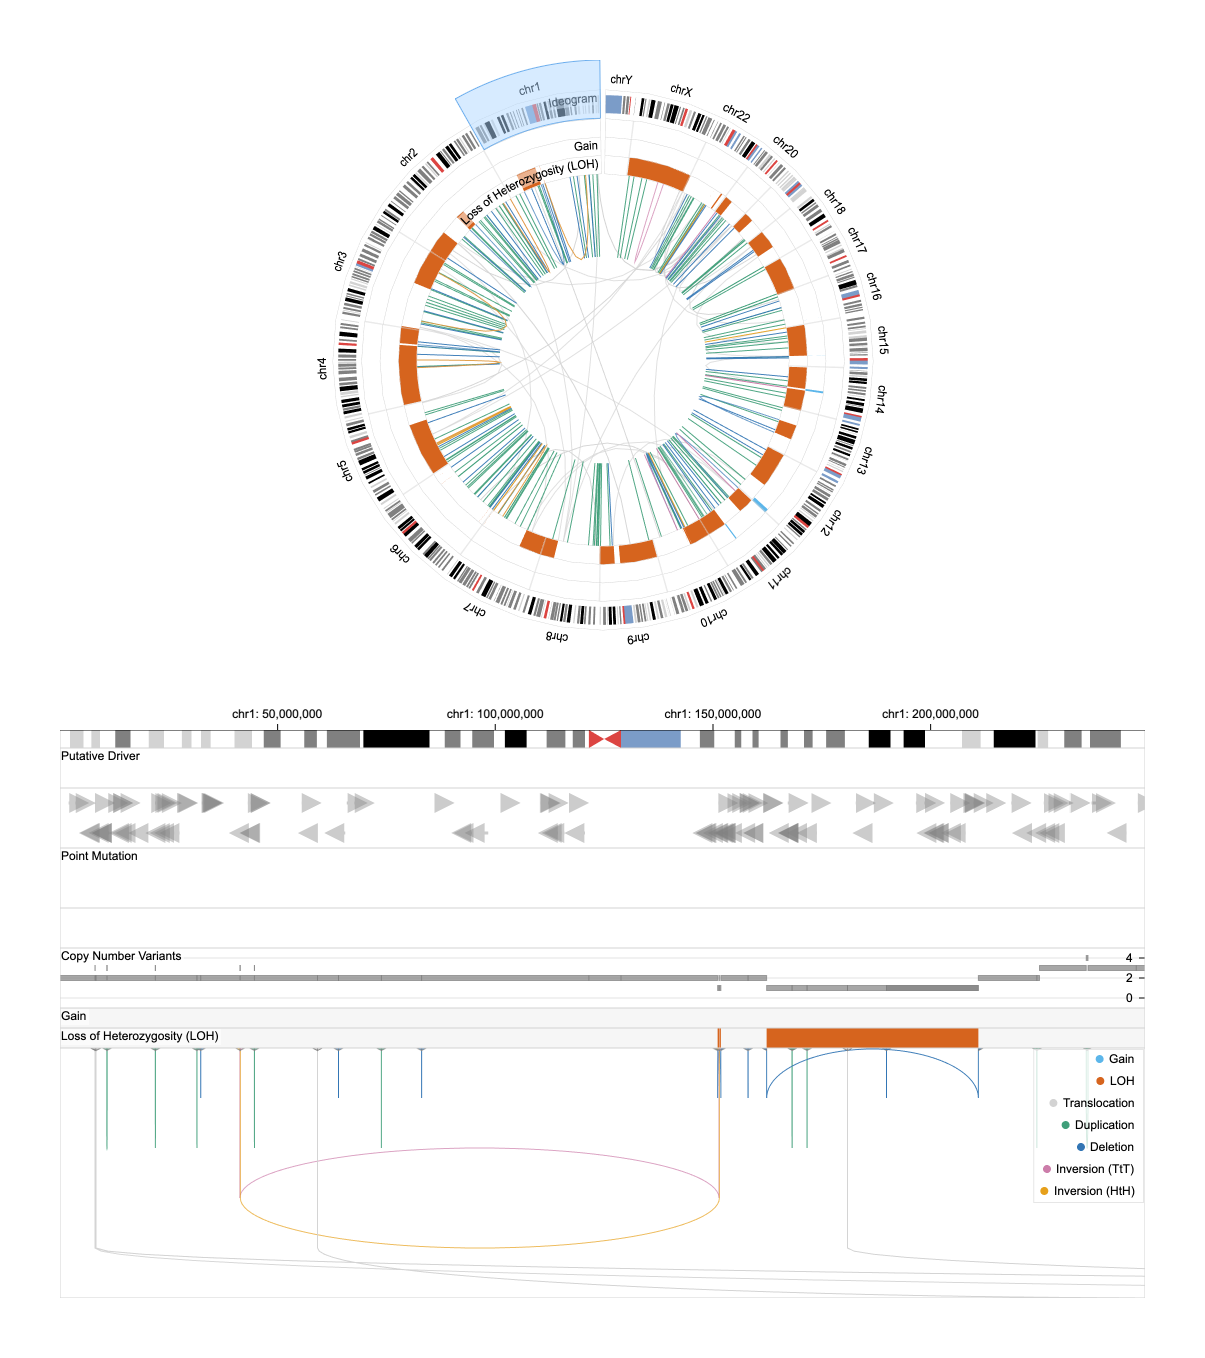 chr1
Ideogram
Gain
Loss of Heterozygosity (LOH)
chrY
chrX
chr22
chr20
chr18
chr17
chr16
chr15
chr14
chr13
chr12
chr11
chr10
chr9
chr8
chr7
chr6
chr5
chr4
chr3
chr2
chr1: 50,000,000
chr1: 100,000,000
chr1: 150,000,000
chr1: 200,000,000
Putative Driver
Point Mutation
Copy Number Variants
4
2
0
Gain
Loss of Heterozygosity (LOH)
Gain
LOH
Translocation
Duplication
Deletion
Inversion (TtT)
Inversion (HtH)